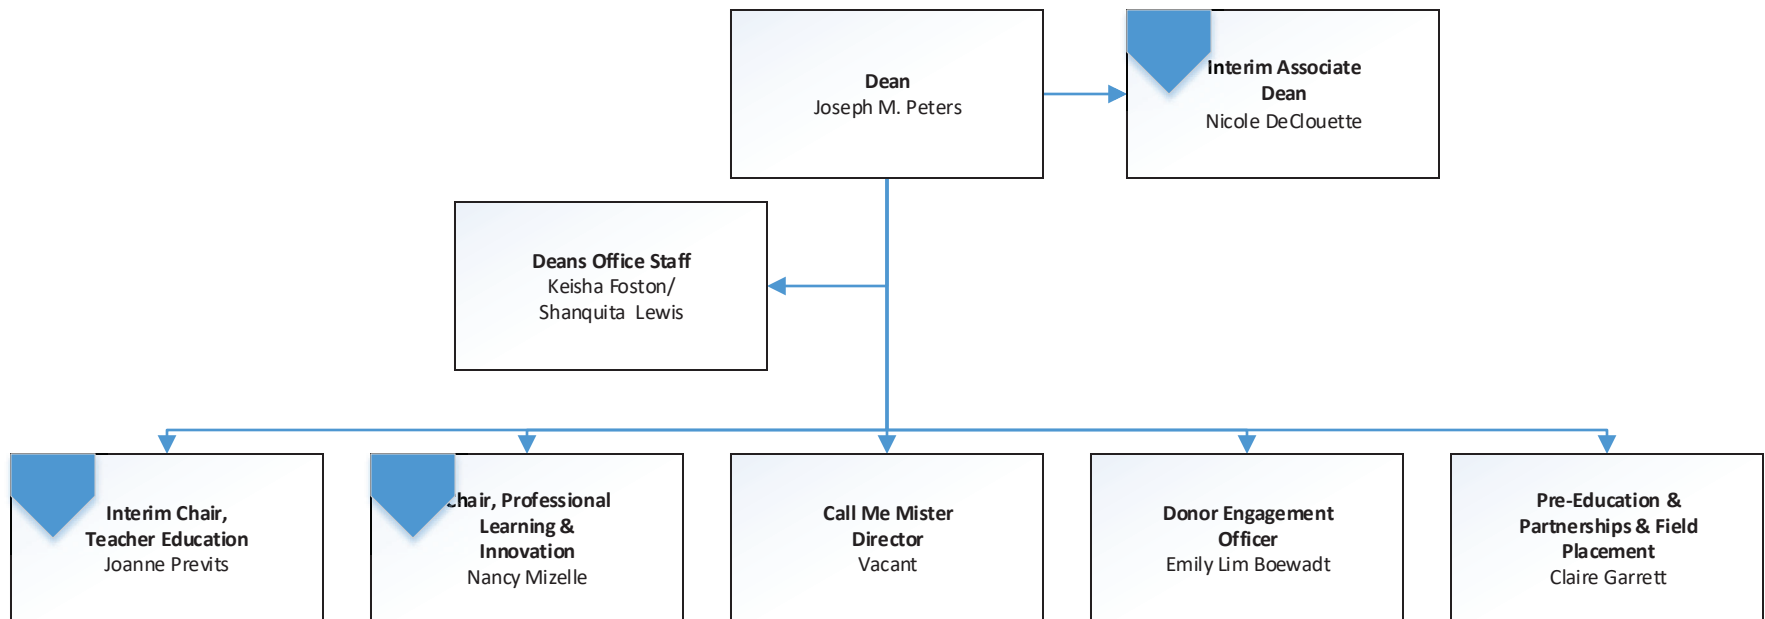 Dean
Joseph M. Peters
Interim Associate
Dean
Nicole DeClouette
Deans Office Staff
Keisha Foston/
Shanquita Lewis
Interim Chair,
Teacher Education
Joanne Previts
Chair, Professional
Learning &
Innovation
Nancy Mizelle
Call Me Mister
Director
Vacant
Donor Engagement
Officer
Emily Lim Boewadt
Pre-Education &
Partnerships & Field
Placement
Claire Garrett